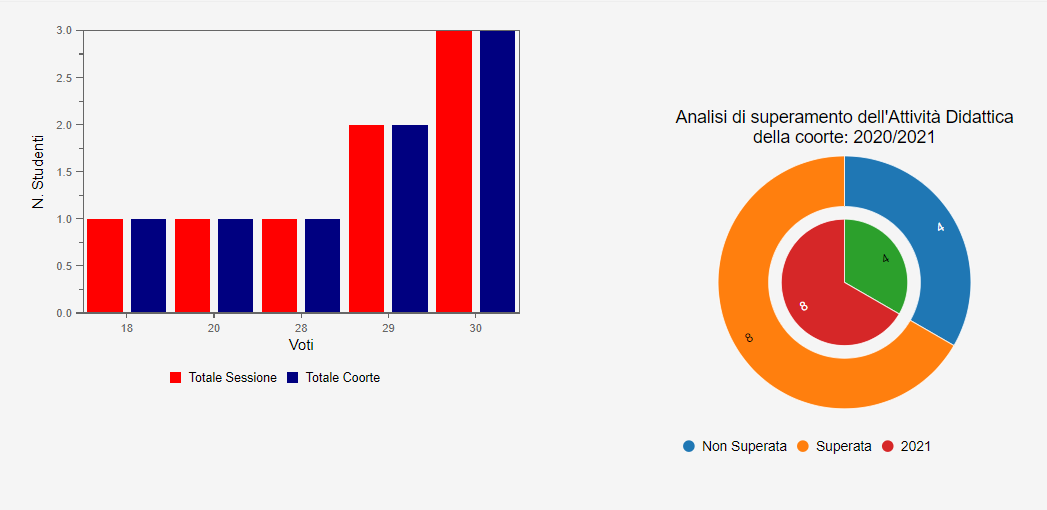 3.0
2.5
2.0
1.5
1.0
0.5
0.0
N. Studenti
18 20 28 29 30
Voti
Totale Sessione Totale Coorte
Analisi di superamento dell'Attività Didattica
della coorte: 2020/2021
4
4
8
8
Non Superata Superata 2021